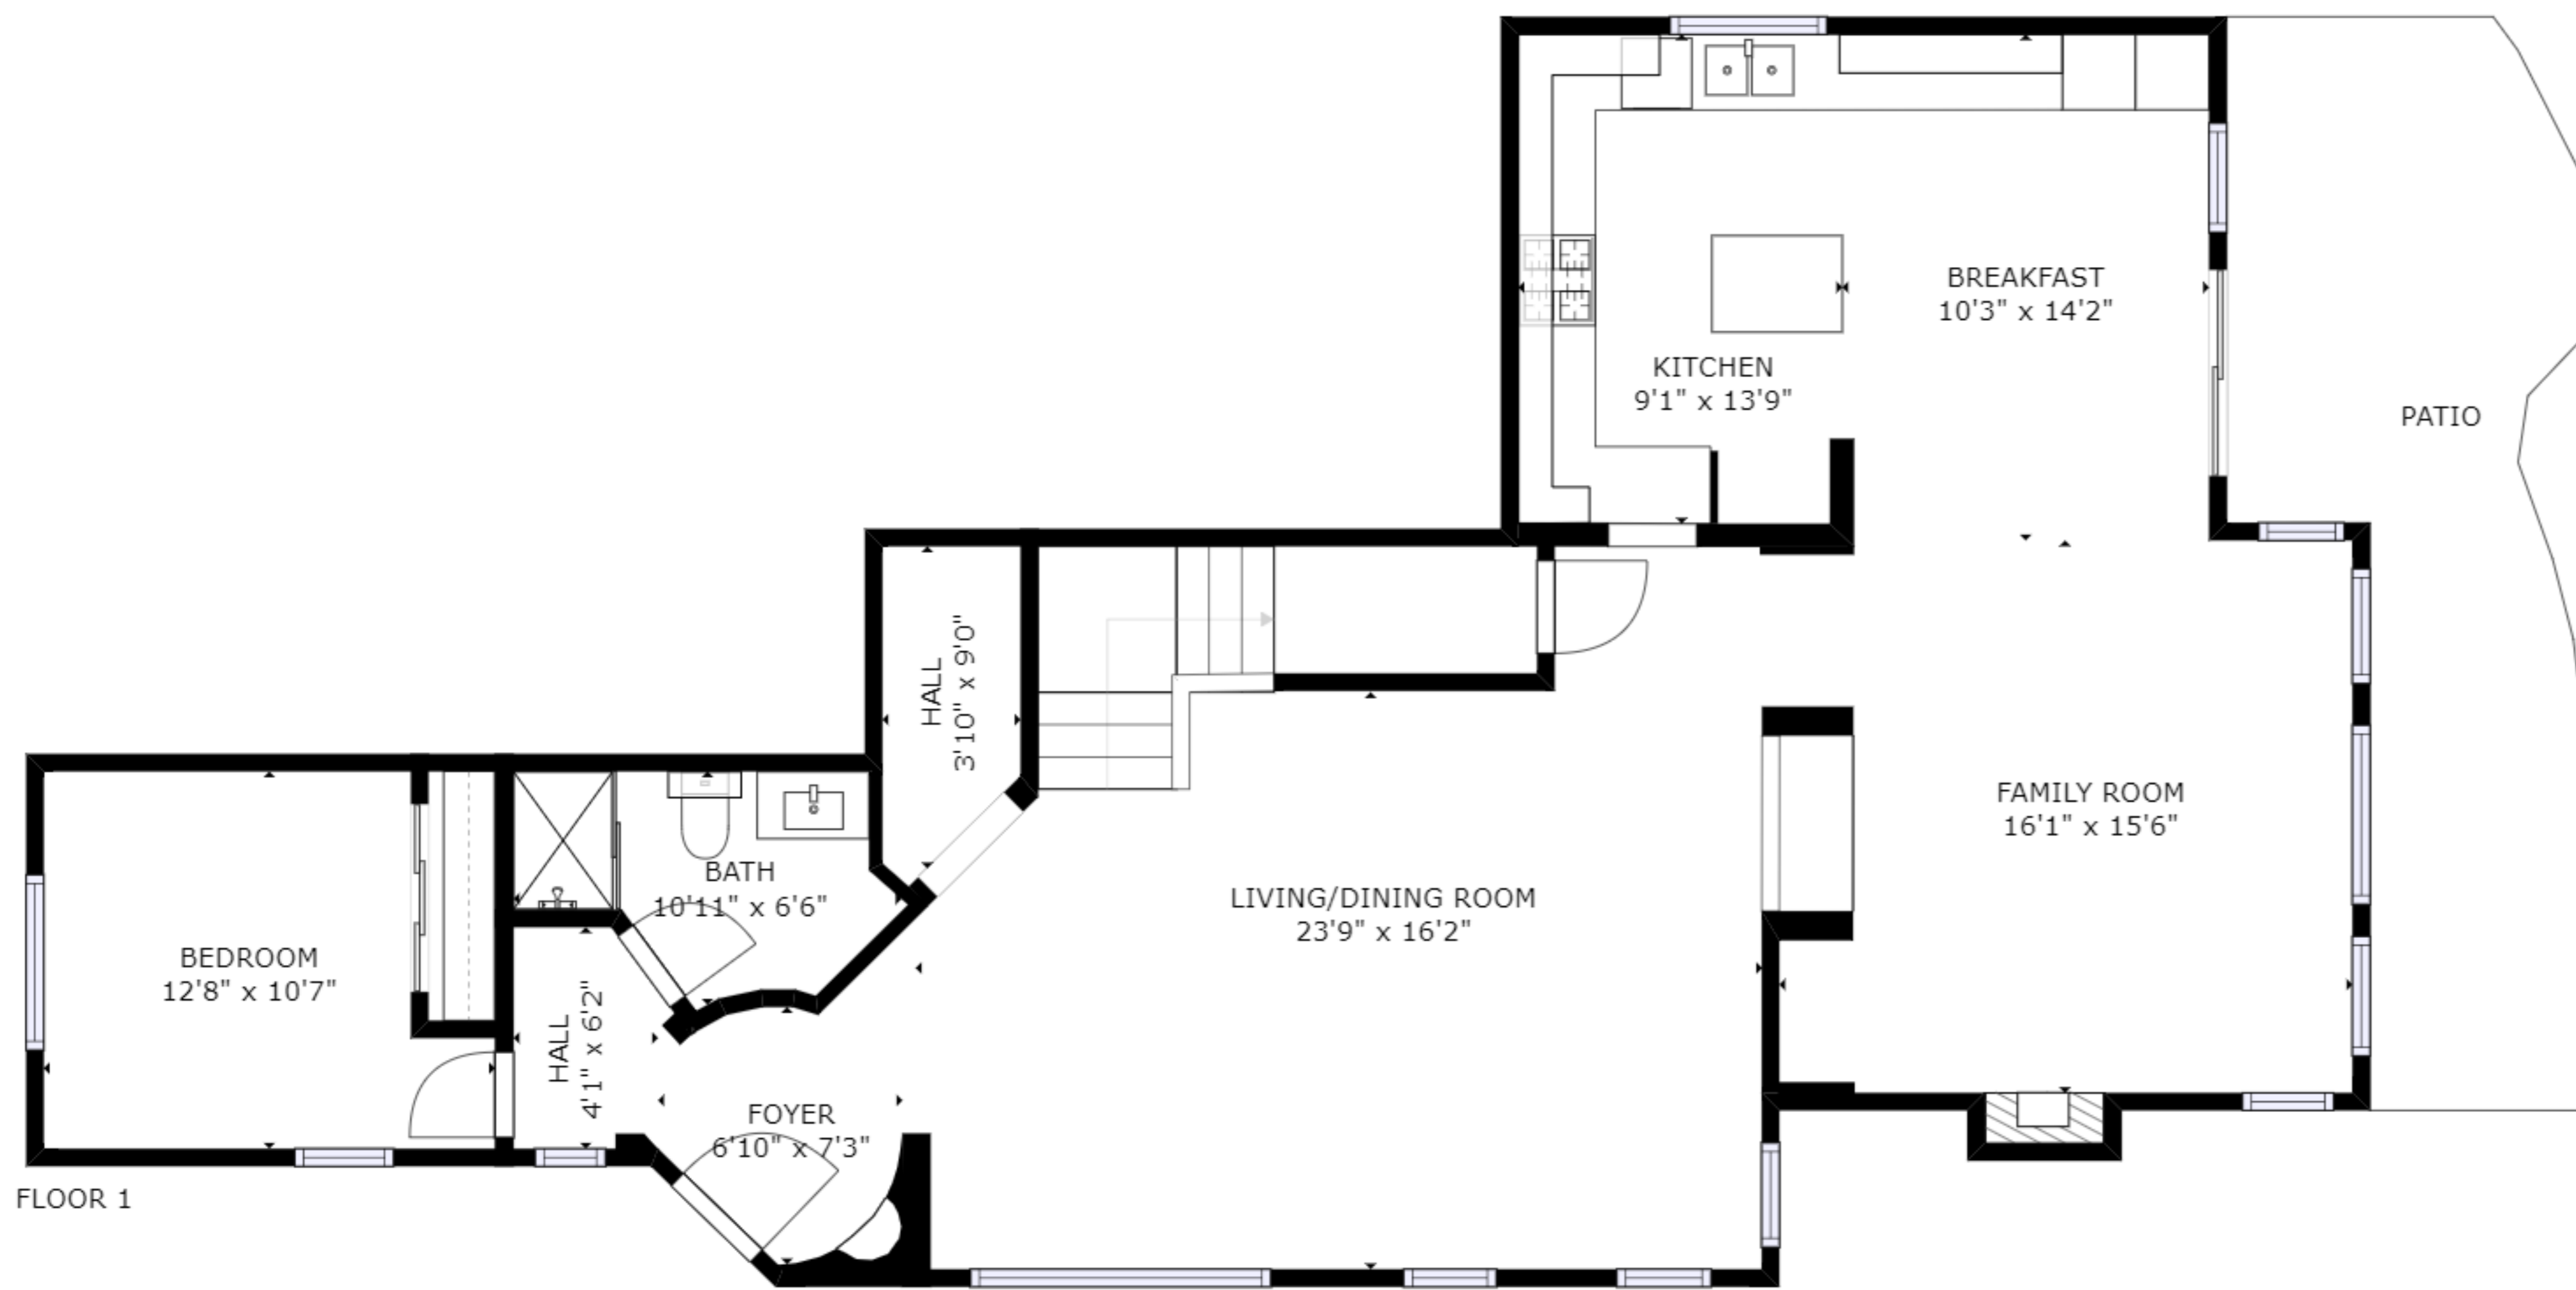 BREAKFAST
10'3" x 14'2"
KITCHEN
9'1" x 13'9"
PATIO
HALL
3'10" x 9'0"
FAMILY ROOM
16'1" x 15'6"
BATH
10'11" x 6'6"
LIVING/DINING ROOM
23'9" x 16'2"
BEDROOM
12'8" x 10'7"
HALL
4'1" x 6'2"
FOYER
6'10" x 7'3"
FLOOR 1